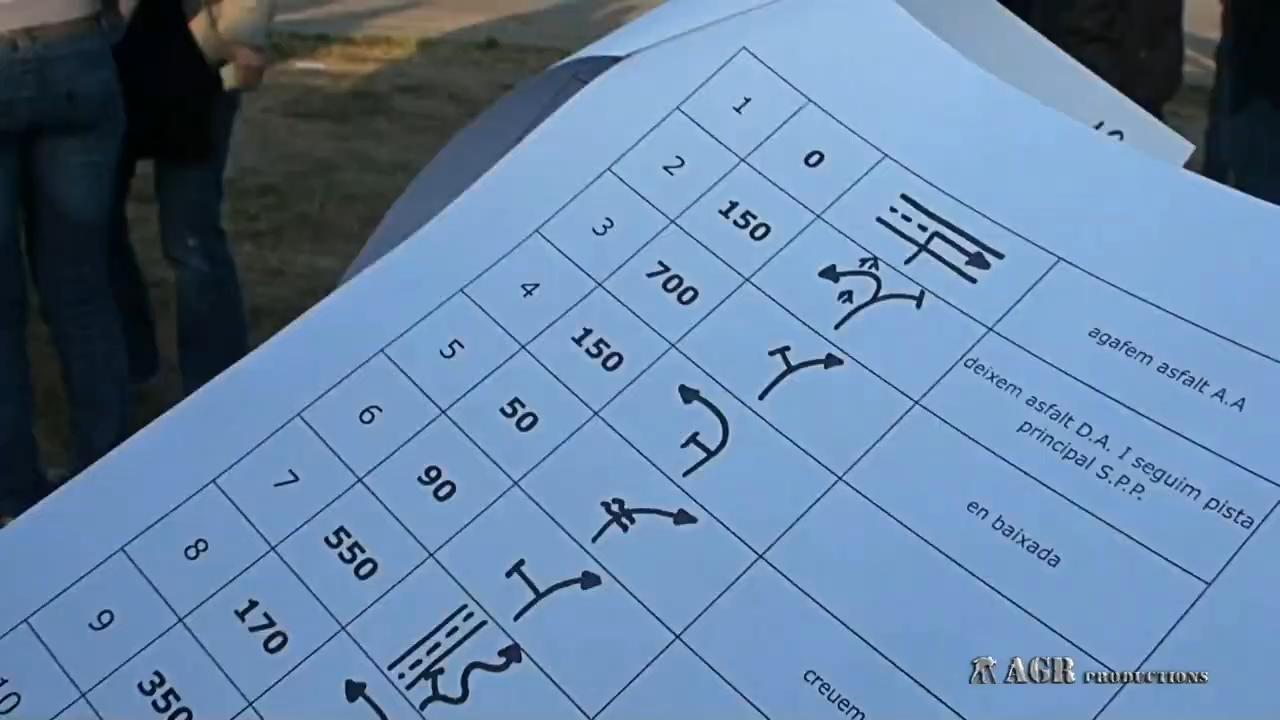 1 0 agafem asfalt A.A
2 150 deixem asfalt D.A. I seguim pista
principal S.P.P.
3 700 en baixada
4 150
5 50
6 90 creuem
7 550
8 170
9 350
10
AGR PRODUCTIONS